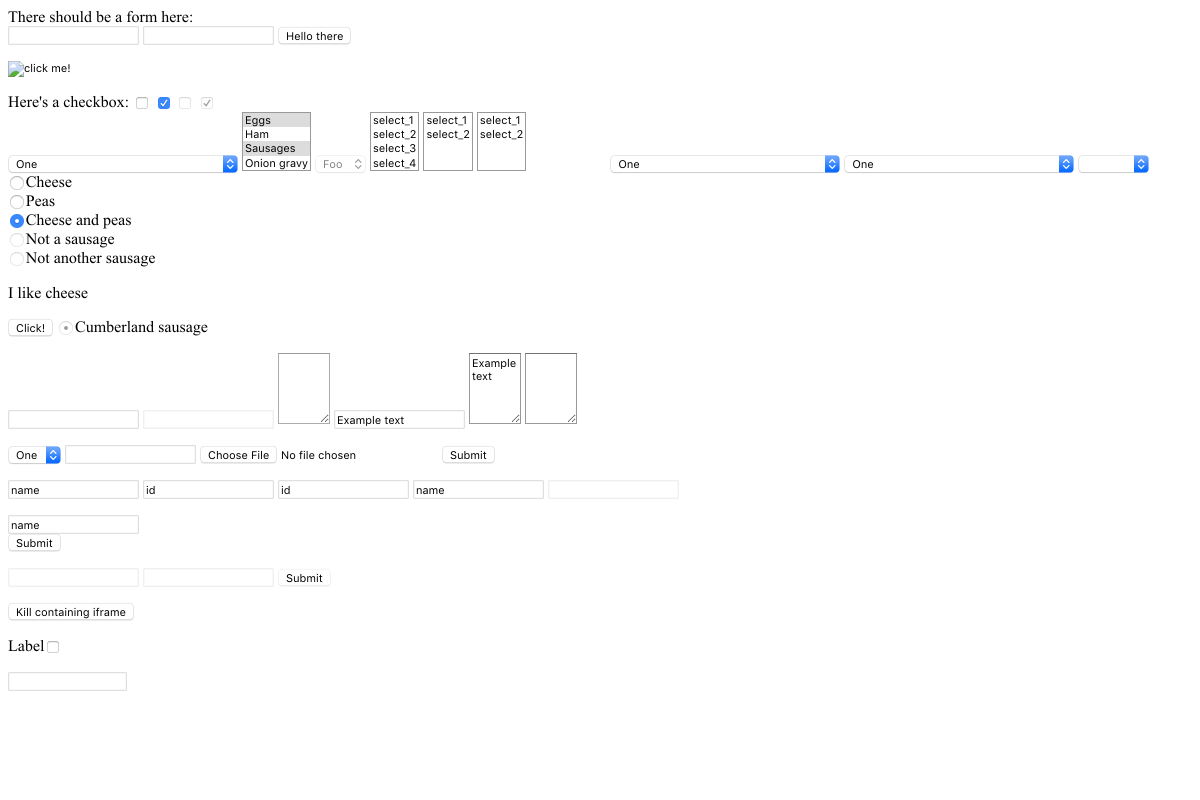 There should be a form here:
Hello there
click me!
Here's a checkbox:
One
Eggs
Ham
Sausages
Onion gravy
Foo
select_1
select_2
select_3
select_4
select_1
select_2
select_1
select_2
One
One
Cheese
Peas
Cheese and peas
Not a sausage
Not another sausage
I like cheese
Click! Cumberland sausage
Example text
Example
text
One Choose File No file chosen Submit
name id id name
name
Submit
Submit
Kill containing iframe
Label